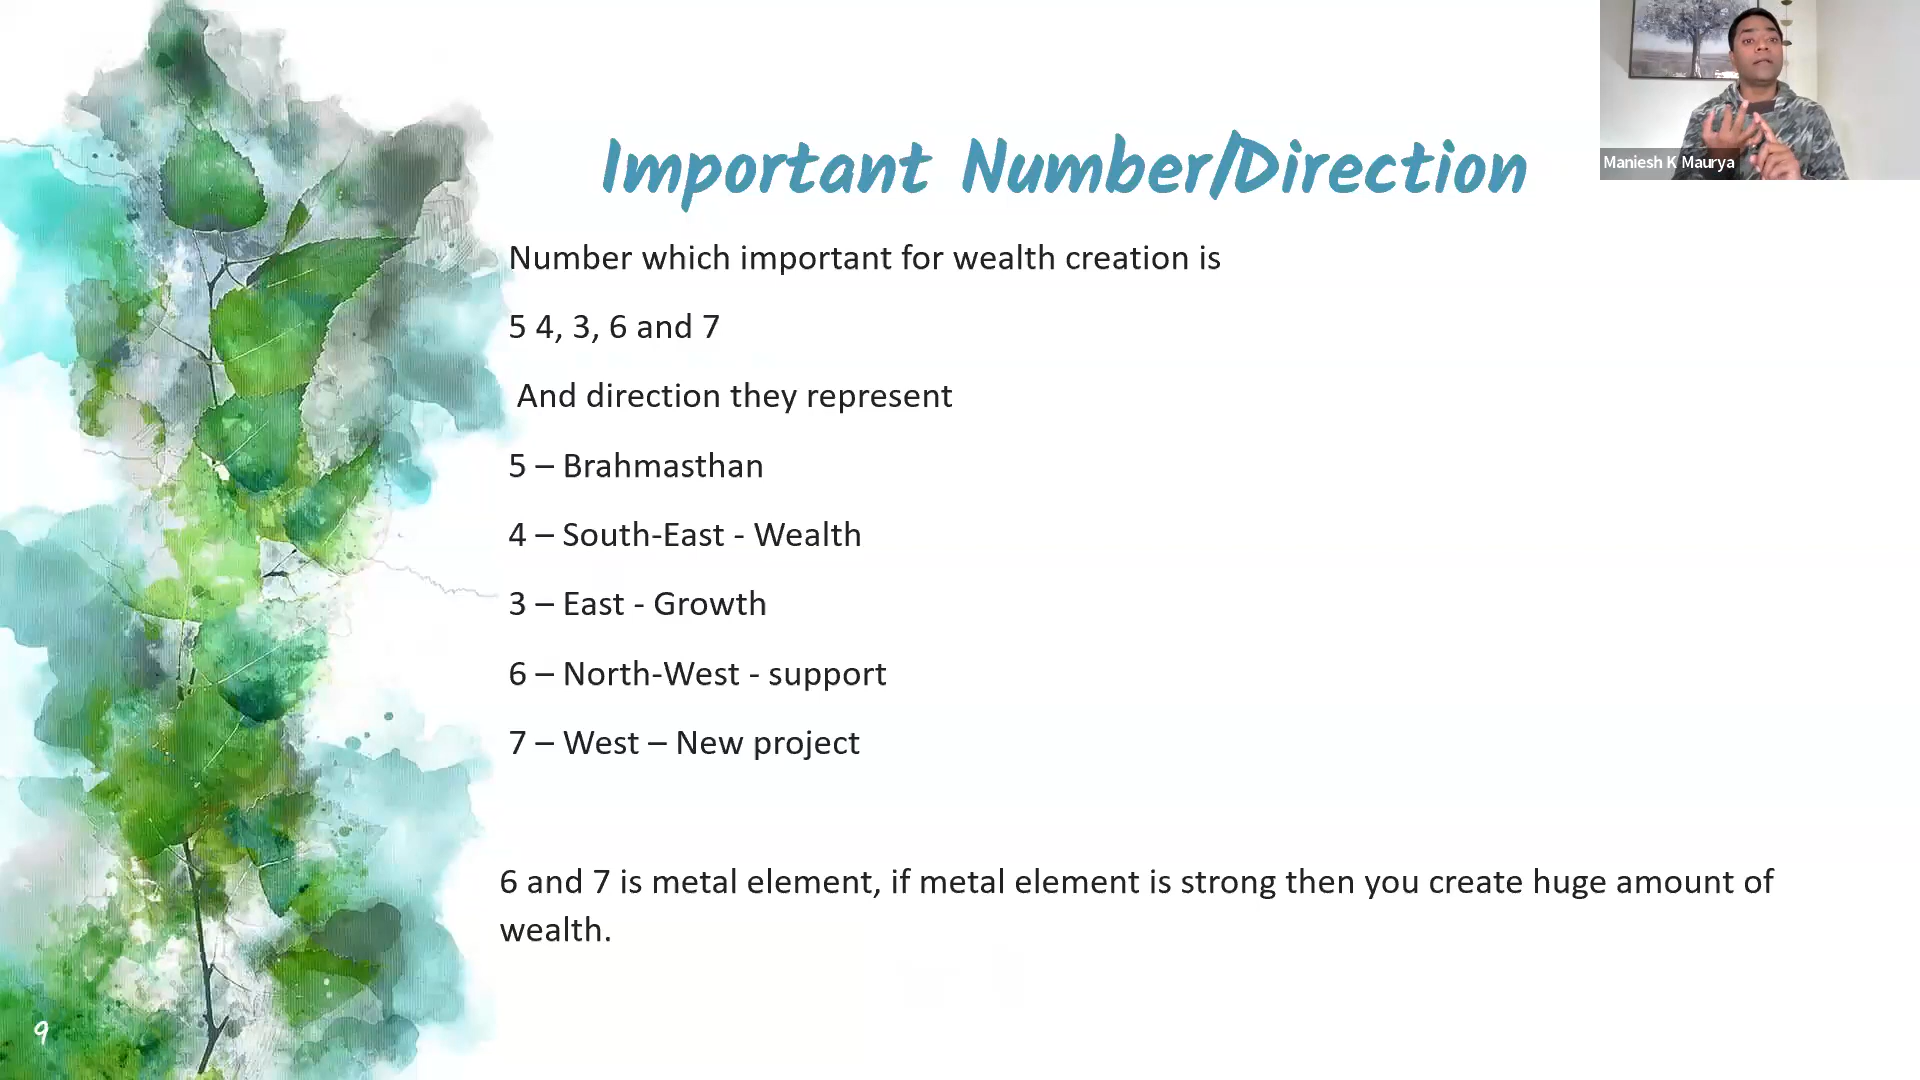 Important Number/Direction
Maniesh K Maurya
Number which important for wealth creation is
5 4, 3, 6 and 7
And direction they represent
5 – Brahmasthan
4 – South-East - Wealth
3 – East - Growth
6 – North-West - support
7 – West – New project
6 and 7 is metal element, if metal element is strong then you create huge amount of
wealth.
9